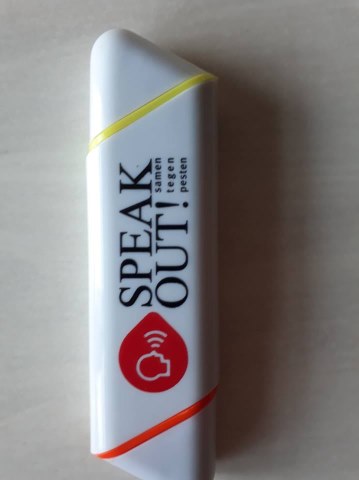 SPEAK
OUT!
samen
tegen
pesten